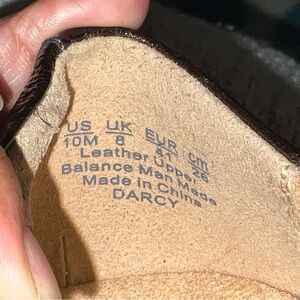 US UK EUR cm
10M 8 41 26
Leather Upper
Balance Man Made
Made in China
DARCY